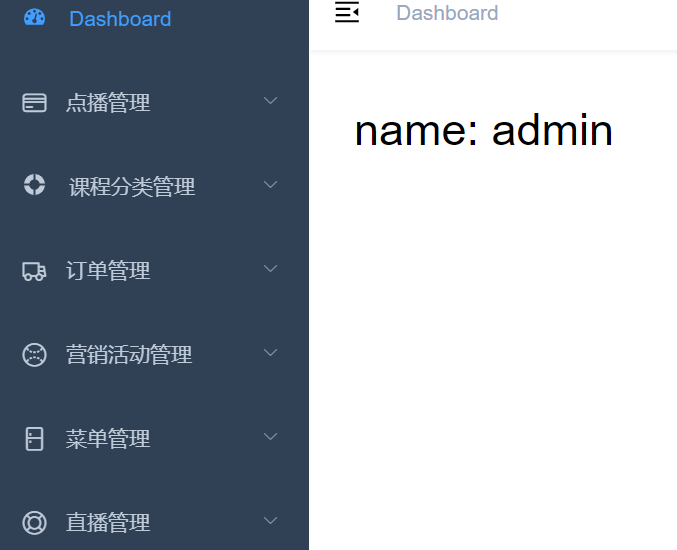 Dashboard
点播管理
课程分类管理
订单管理
营销活动管理
菜单管理
直播管理
Dashboard
name: admin